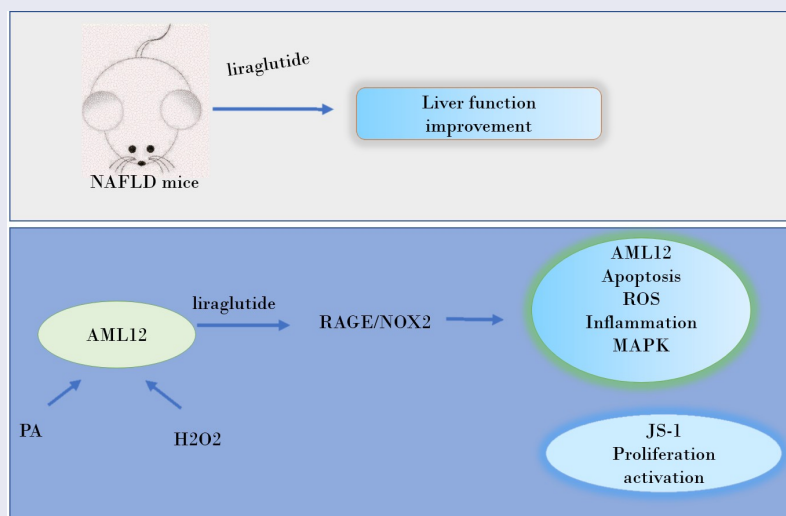 liraglutide
Liver function
improvement
NAFLD mice
AML12
Apoptosis
ROS
Inflammation
MAPK
liraglutide
RAGE/NOX2
AML12
PA
H2O2
JS-1
Proliferation
activation